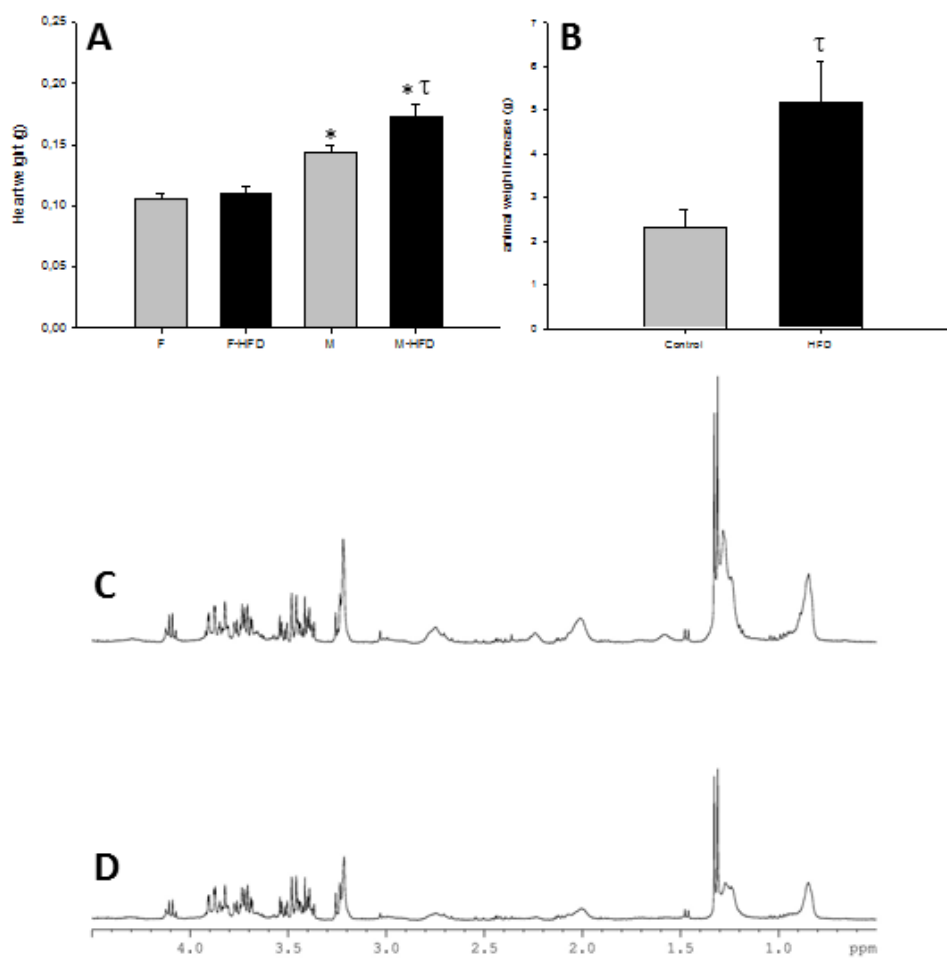 A
Heart weight (g)
0,25
0,20
0,15
0,10
0,05
0,00
*
* τ
F
F-HFD
M
M-HFD
B
animal weight increase (g)
7
6
5
4
3
2
1
0
τ
Control
HFD
C
D
4.0 3.5 3.0 2.5 2.0 1.5 1.0 ppm